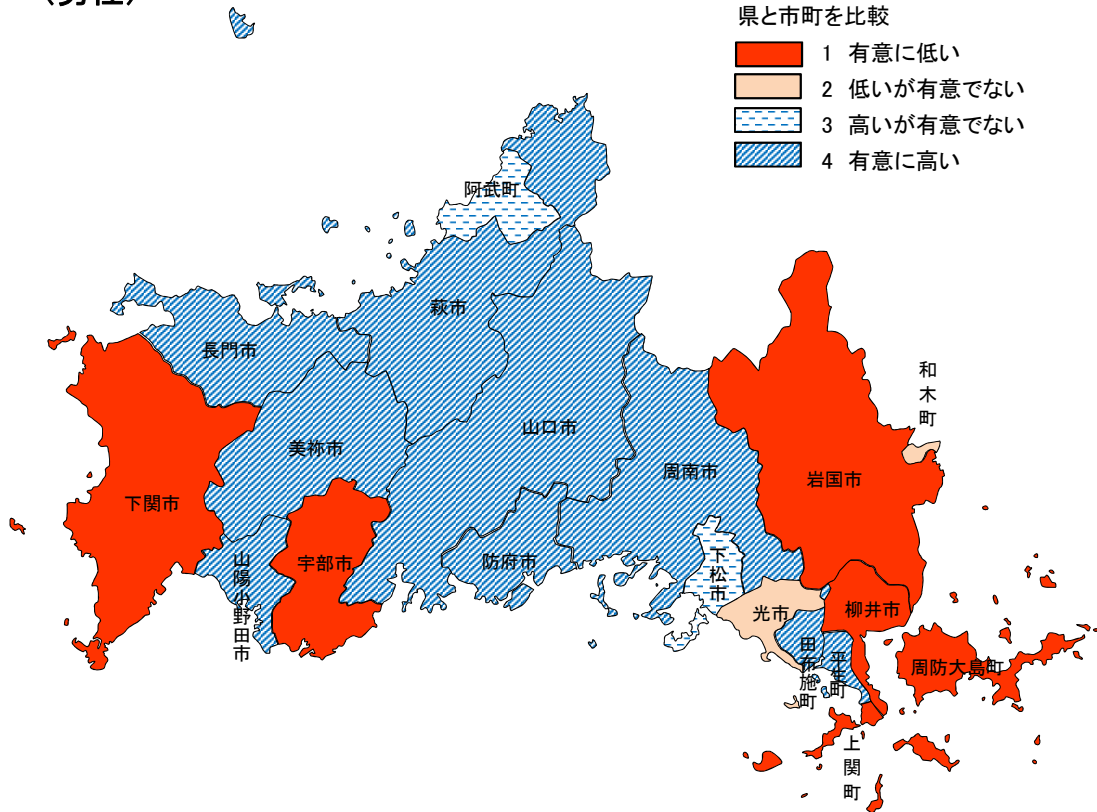 （男性）
県と市町を比較
1 有意に低い
2 低いが有意でない
3 高いが有意でない
4 有意に高い
阿武町
萩市
長門市
和木町
山口市
美祢市
周南市
岩国市
下関市
宇部市
防府市
山陽小野田市
下松市
光市
柳井市
田布施町
平生町
周防大島町
上関町